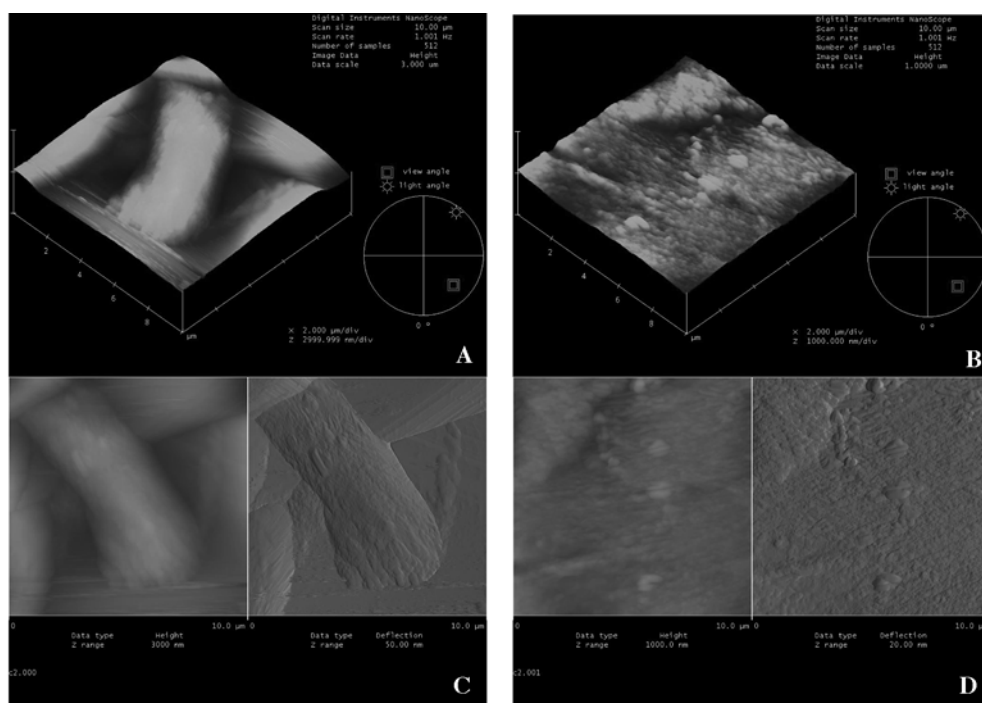 Digital Instruments NanoScope
Scan size 10.00 µm
Scan rate 1.001 Hz
Number of samples 512
Image Data Height
Data scale 3.000 um
view angle
light angle
2
4
6
8
µm
0 º
X 2.000 µm/div
Z 2999.999 nm/div
A
Digital Instruments NanoScope
Scan size 10.00 µm
Scan rate 1.001 Hz
Number of samples 512
Image Data Height
Data scale 1.0000 um
view angle
light angle
2
4
6
8
µm
0 º
X 2.000 µm/div
Z 1000.000 nm/div
B
0 10.0 µm
Data type Height
Z range 3000 nm
0 10.0 µm
Data type Deflection
Z range 50.00 nm
c2.000
C
0 10.0 µm
Data type Height
Z range 1000.0 nm
0 10.0 µm
Data type Deflection
Z range 20.00 nm
c2.001
D